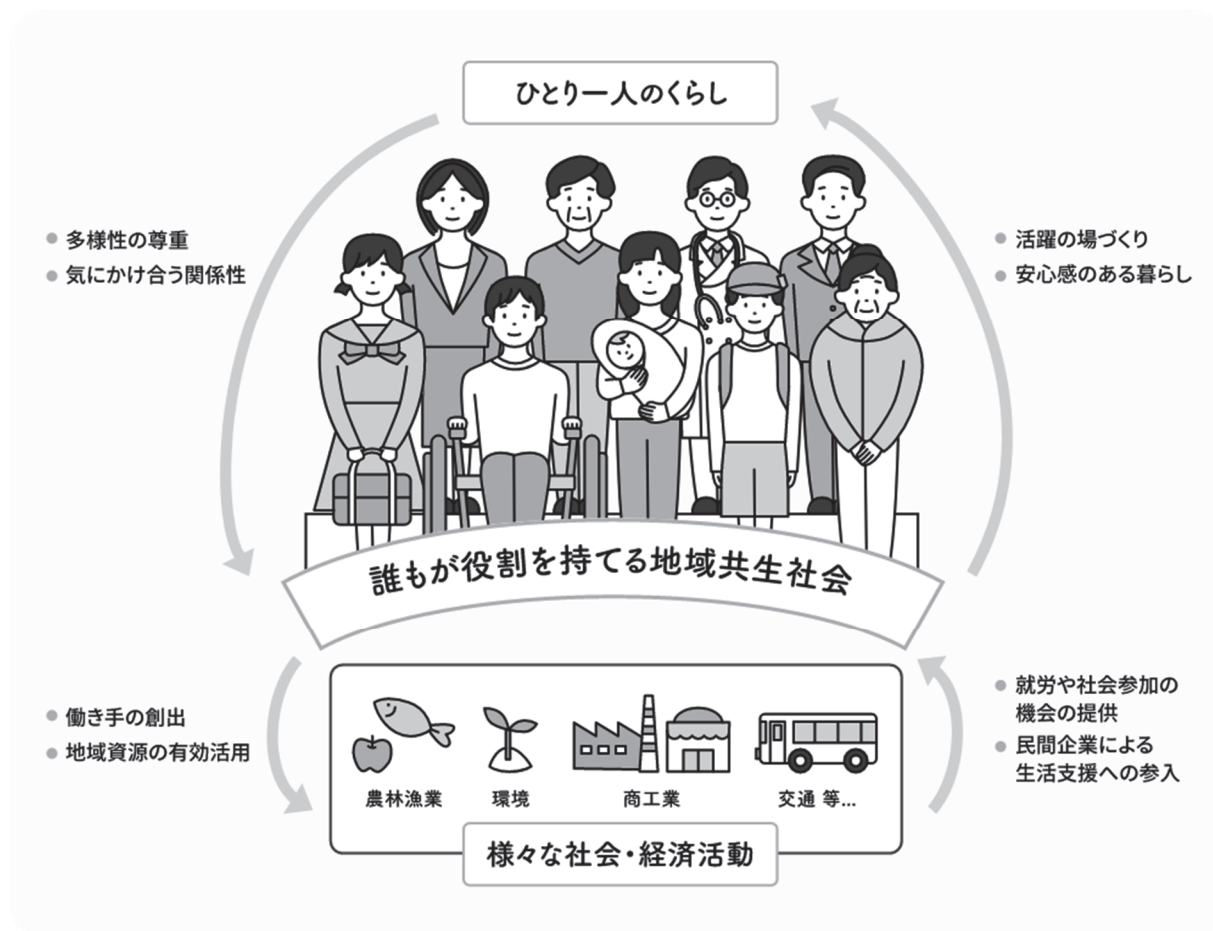 ひとり一人のくらし
多様性の尊重
気にかけ合う関係性
活躍の場づくり
安心感のある暮らし
誰もが役割を持てる地域共生社会
働き手の創出
地域資源の有効活用
就労や社会参加の
機会の提供
民間企業による
生活支援への参入
農林漁業 環境 商工業 交通 等...
様々な社会・経済活動